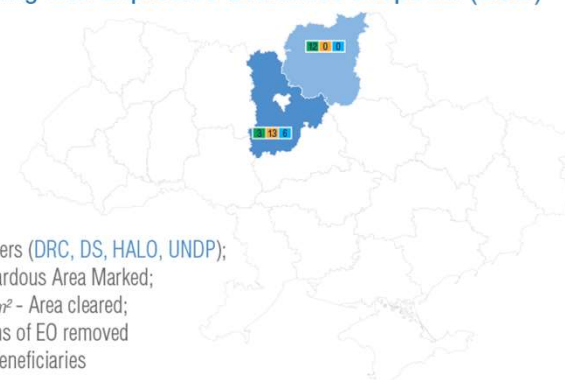 12 0 0
3 13 6
ers (DRC, DS, HALO, UNDP);
ardous Area Marked;
m² - Area cleared;
ns of EO removed
eneficiaries